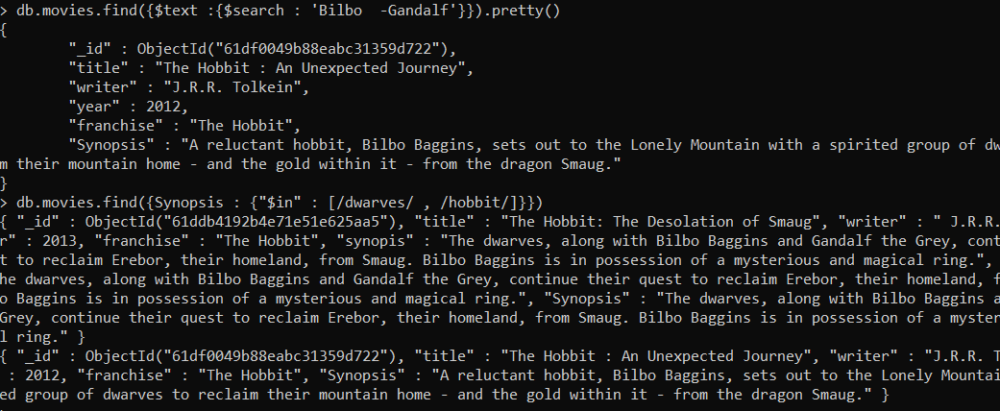 > db.movies.find({$text :{$search : 'Bilbo  -Gandalf'}}).pretty()
{
        "_id" : ObjectId("61df0049b88eabc31359d722"),
        "title" : "The Hobbit : An Unexpected Journey",
        "writer" : "J.R.R. Tolkein",
        "year" : 2012,
        "franchise" : "The Hobbit",
        "Synopsis" : "A reluctant hobbit, Bilbo Baggins, sets out to the Lonely Mountain with a spirited group of dw
m their mountain home - and the gold within it - from the dragon Smaug."
}
> db.movies.find({Synopsis : {"$in" : [/dwarves/ , /hobbit/]}})
{ "_id" : ObjectId("61ddb4192b4e71e51e625aa5"), "title" : "The Hobbit: The Desolation of Smaug", "writer" : " J.R.R.
r" : 2013, "franchise" : "The Hobbit", "synopis" : "The dwarves, along with Bilbo Baggins and Gandalf the Grey, cont
t to reclaim Erebor, their homeland, from Smaug. Bilbo Baggins is in possession of a mysterious and magical ring.",
he dwarves, along with Bilbo Baggins and Gandalf the Grey, continue their quest to reclaim Erebor, their homeland, f
o Baggins is in possession of a mysterious and magical ring.", "Synopsis" : "The dwarves, along with Bilbo Baggins a
Grey, continue their quest to reclaim Erebor, their homeland, from Smaug. Bilbo Baggins is in possession of a myster
l ring." }
{ "_id" : ObjectId("61df0049b88eabc31359d722"), "title" : "The Hobbit : An Unexpected Journey", "writer" : "J.R.R. T
 : 2012, "franchise" : "The Hobbit", "Synopsis" : "A reluctant hobbit, Bilbo Baggins, sets out to the Lonely Mountai
ed group of dwarves to reclaim their mountain home - and the gold within it - from the dragon Smaug." }